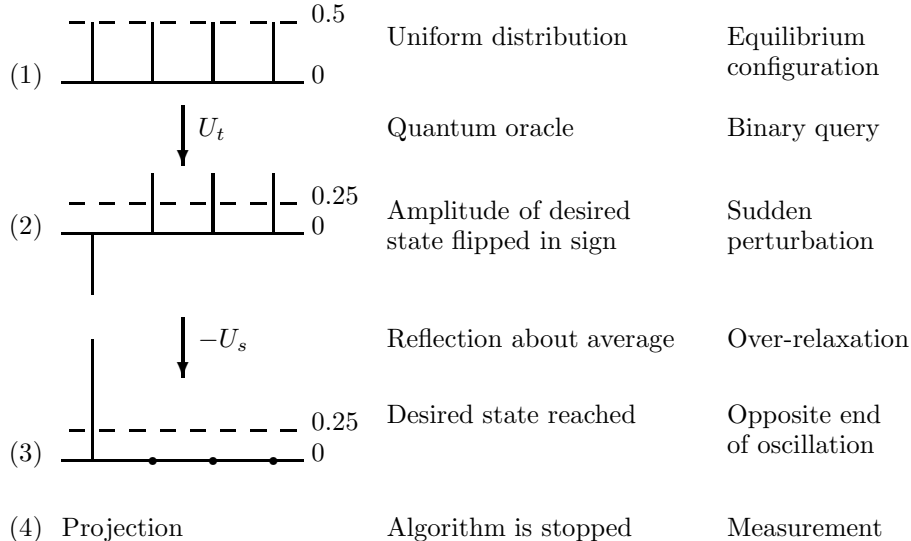 0.5
Uniform distribution Equilibrium
(1) 0 configuration
U_t Quantum oracle Binary query
0.25
(2) 0 Amplitude of desired Sudden
state flipped in sign perturbation
−U_s Reflection about average Over-relaxation
0.25 Desired state reached Opposite end
(3) 0 of oscillation
(4) Projection Algorithm is stopped Measurement